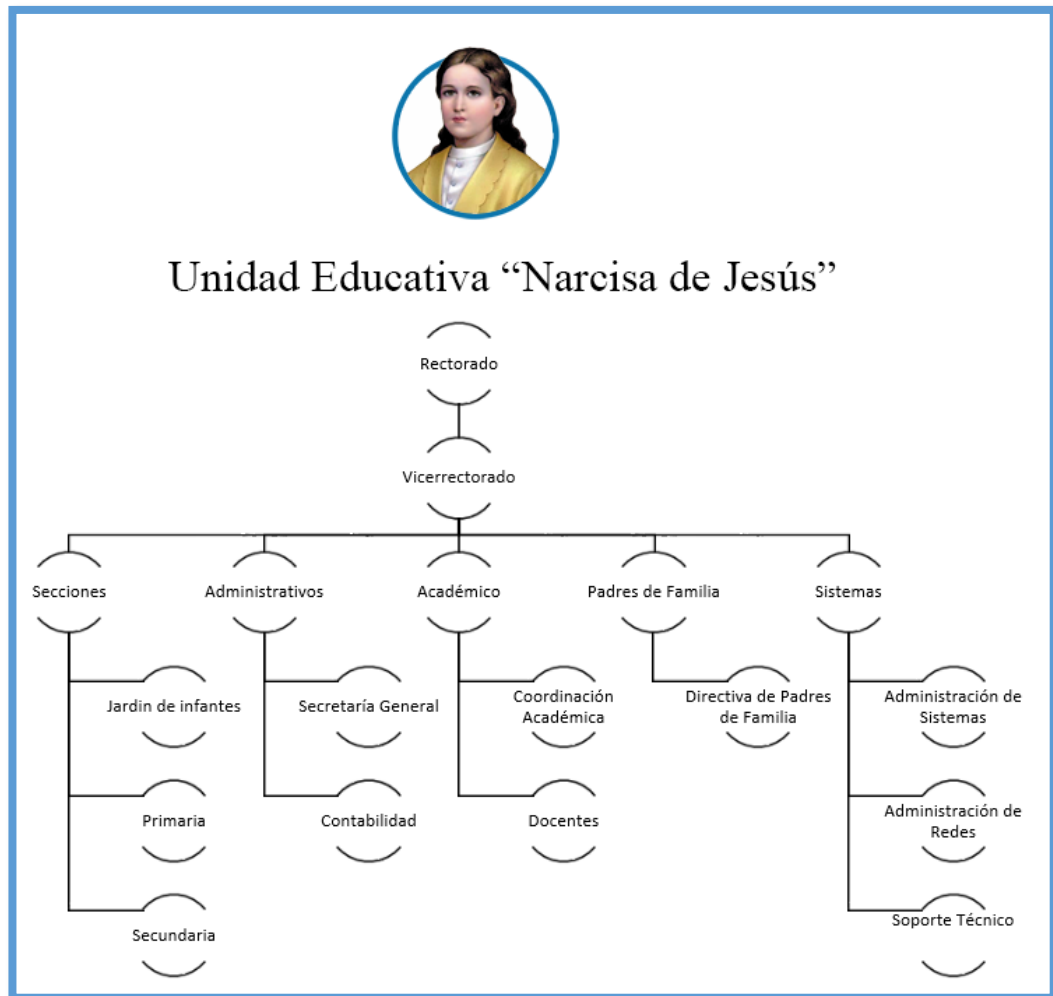 Unidad Educativa “Narcisa de Jesús”
Rectorado
Vicerrectorado
Secciones
Administrativos
Académico
Padres de Familia
Sistemas
Jardin de infantes
Secretaría General
Coordinación
Académica
Directiva de Padres
de Familia
Administración de
Sistemas
Primaria
Contabilidad
Docentes
Administración de
Redes
Secundaria
Soporte Técnico